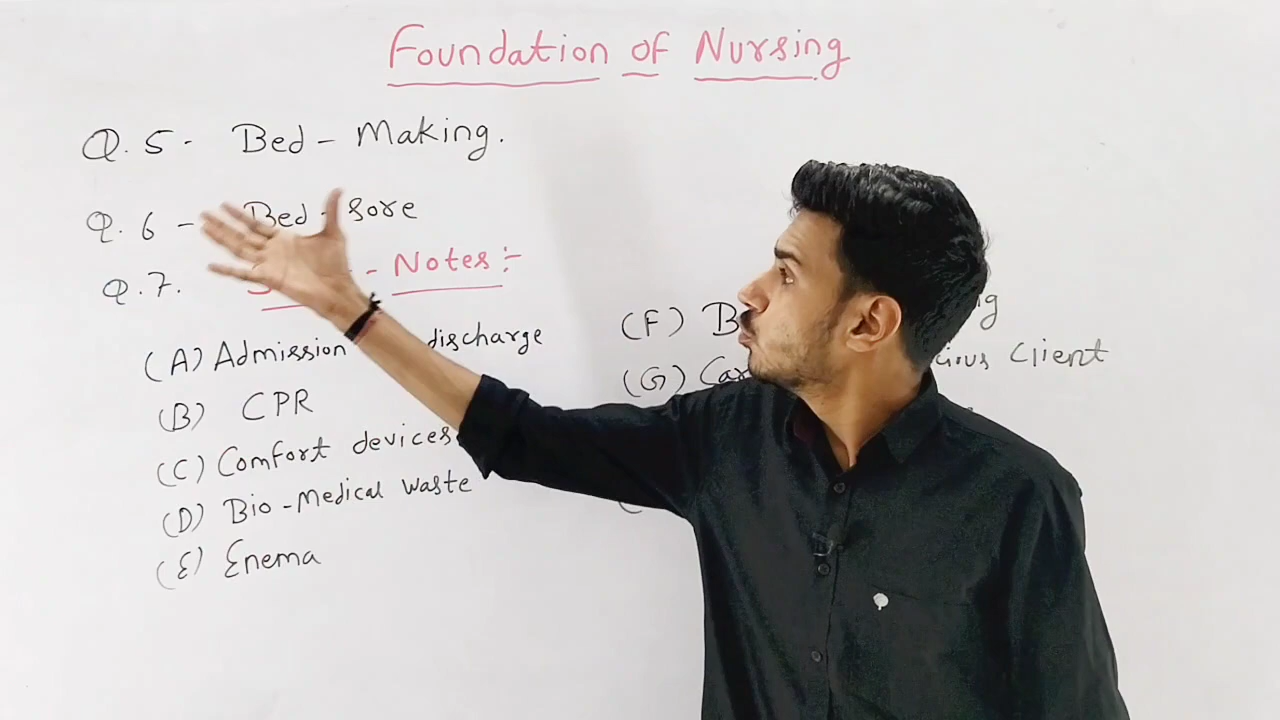 Foundation of Nursing
Q. 5 - Bed - Making.
Q. 6 - Bed - sore
Q. 7. - Notes :-
(A) Admission discharge
(B) CPR
(C) Comfort devices
(D) Bio - Medical waste
(E) Enema
(F)
(G) Client